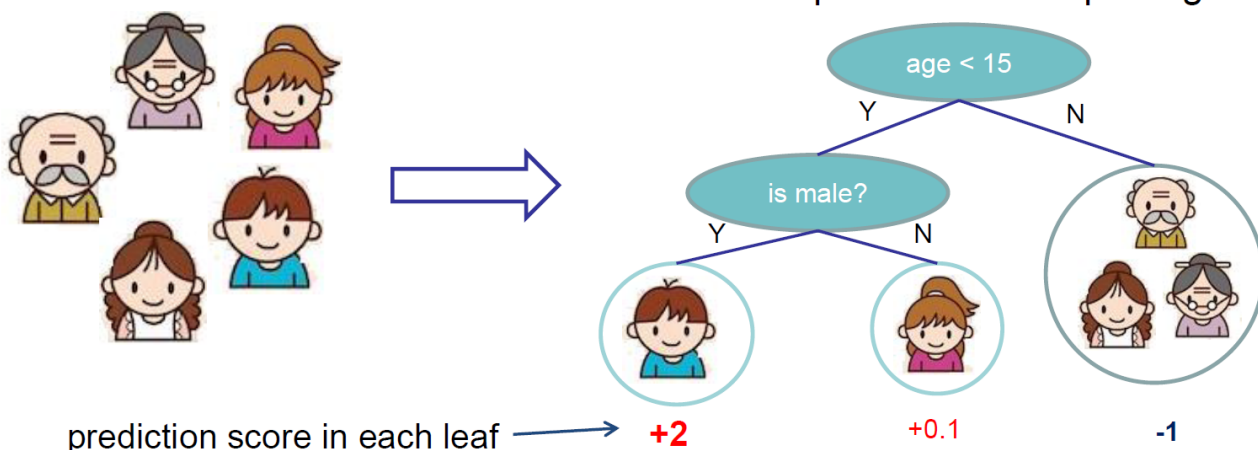 age < 15
Y
N
is male?
Y
N
prediction score in each leaf
+2
+0.1
-1